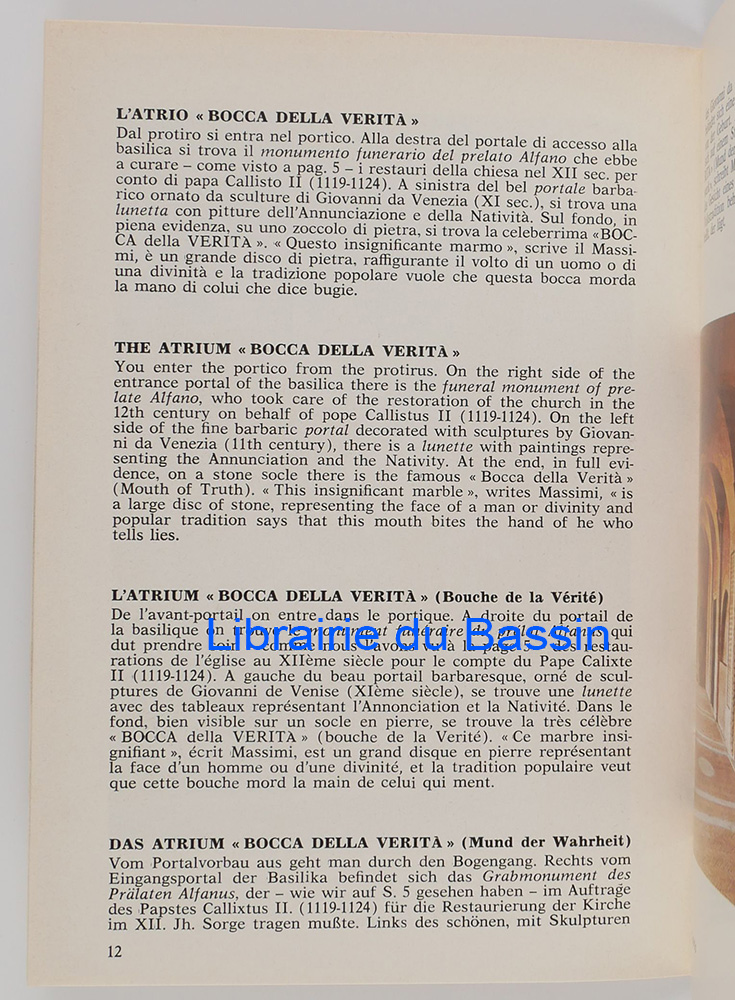 L'ATRIO « BOCCA DELLA VERITÀ »
Dal protiro si entra nel portico. Alla destra del portale di accesso alla
basilica si trova il monumento funerario del prelato Alfano che ebbe
a curare – come visto a pag. 5 – i restauri della chiesa nel XII sec. per
conto di papa Callisto II (1119-1124). A sinistra del bel portale barba-
rico ornato da sculture di Giovanni da Venezia (XI sec.), si trova una
lunetta con pitture dell'Annunciazione e della Natività. Sul fondo, in
piena evidenza, su uno zoccolo di pietra, si trova la celeberrima «BOC-
CA della VERITÀ». « Questo insignificante marmo », scrive il Massi-
mi, è un grande disco di pietra, raffigurante il volto di un uomo o di
una divinità e la tradizione popolare vuole che questa bocca morda
la mano di colui che dice bugie.
THE ATRIUM « BOCCA DELLA VERITÀ »
You enter the portico from the protirus. On the right side of the
entrance portal of the basilica there is the funeral monument of pre-
late Alfano, who took care of the restoration of the church in the
12th century on behalf of pope Callistus II (1119-1124). On the left
side of the fine barbaric portal decorated with sculptures by Giovan-
ni da Venezia (11th century), there is a lunette with paintings repre-
senting the Annunciation and the Nativity. At the end, in full evi-
dence, on a stone socle there is the famous « Bocca della Verità »
(Mouth of Truth). « This insignificant marble », writes Massimi, « is
a large disc of stone, representing the face of a man or divinity and
popular tradition says that this mouth bites the hand of he who
tells lies.
L'ATRIUM « BOCCA DELLA VERITÀ » (Bouche de la Vérité)
De l'avant-portail on entre dans le portique. A droite du portail de
la basilique on trouve le monument funéraire du prélat Alfanus qui
Librairie du Bassin
dut prendre soin – comme nous l'avons vu à la page 5 – des restau-
rations de l'église au XIIème siècle pour le compte du Pape Calixte
II (1119-1124). A gauche du beau portail barbaresque, orné de scul-
ptures de Giovanni de Venise (XIème siècle), se trouve une lunette
avec des tableaux représentant l'Annonciation et la Nativité. Dans le
fond, bien visible sur un socle en pierre, se trouve la très célèbre
« BOCCA della VERITÀ » (bouche de la Verité). « Ce marbre insi-
gnifiant », écrit Massimi, est un grand disque en pierre représentant
la face d'un homme ou d'une divinité, et la tradition populaire veut
que cette bouche mord la main de celui qui ment.
DAS ATRIUM « BOCCA DELLA VERITÀ » (Mund der Wahrheit)
Vom Portalvorbau aus geht man durch den Bogengang. Rechts vom
Eingangsportal der Basilika befindet sich das Grabmonument des
Prälaten Alfanus, der – wie wir auf S. 5 gesehen haben – im Auftrage
des Papstes Callixtus II. (1119-1124) für die Restaurierung der Kirche
im XII. Jh. Sorge tragen mußte. Links des schönen, mit Skulpturen
12